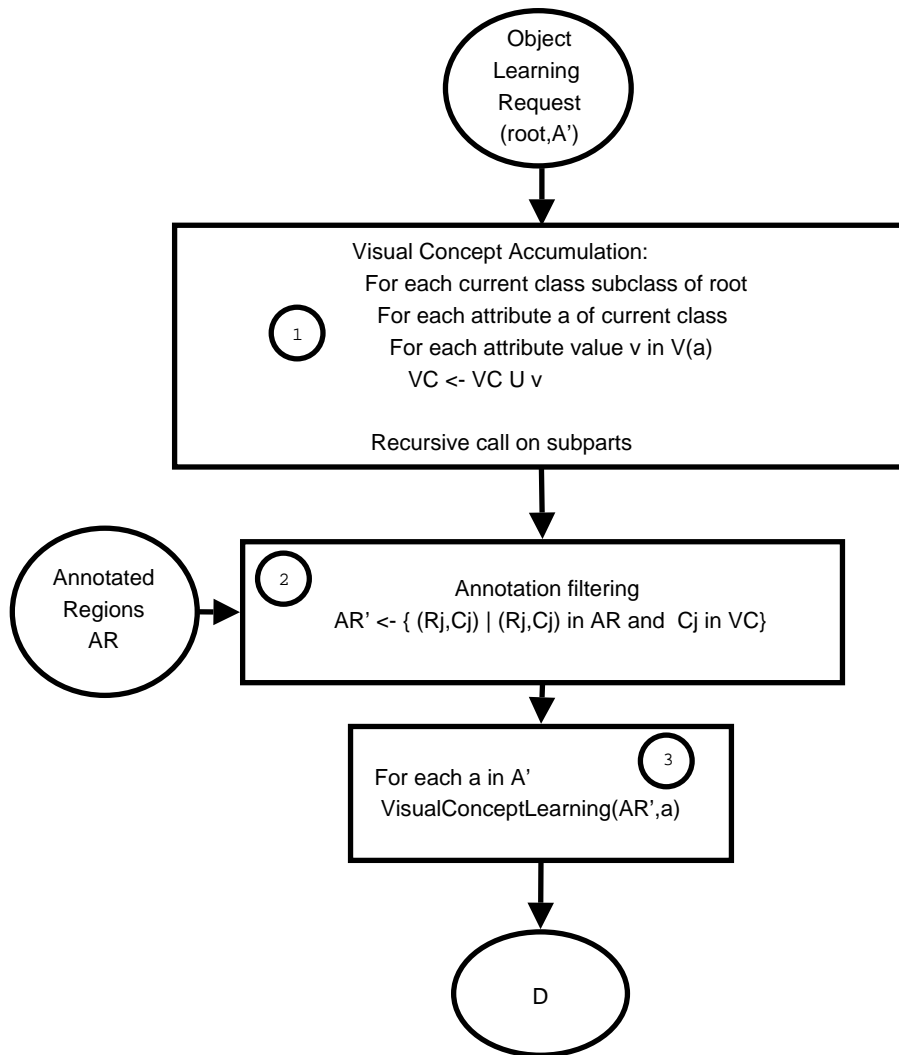 Object
Learning
Request
(root,A’)
Visual Concept Accumulation:
For each current class subclass of root
For each attribute a of current class
1
For each attribute value v in V(a)
VC <- VC U v
Recursive call on subparts
Annotated
Regions
AR
2
Annotation filtering
AR’ <- { (Rj,Cj) | (Rj,Cj) in AR and Cj in VC}
3
For each a in A’
VisualConceptLearning(AR’,a)
D